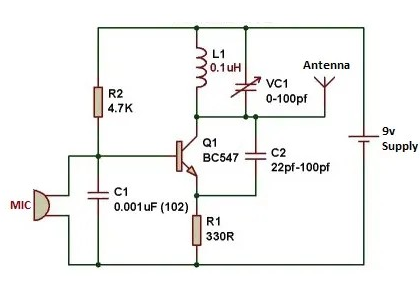 L1
0.1uH
Antenna
R2
4.7K
VC1
0-100pf
9v
Supply
Q1
BC547
C2
22pf-100pf
MIC
C1
0.001uF (102)
R1
330R